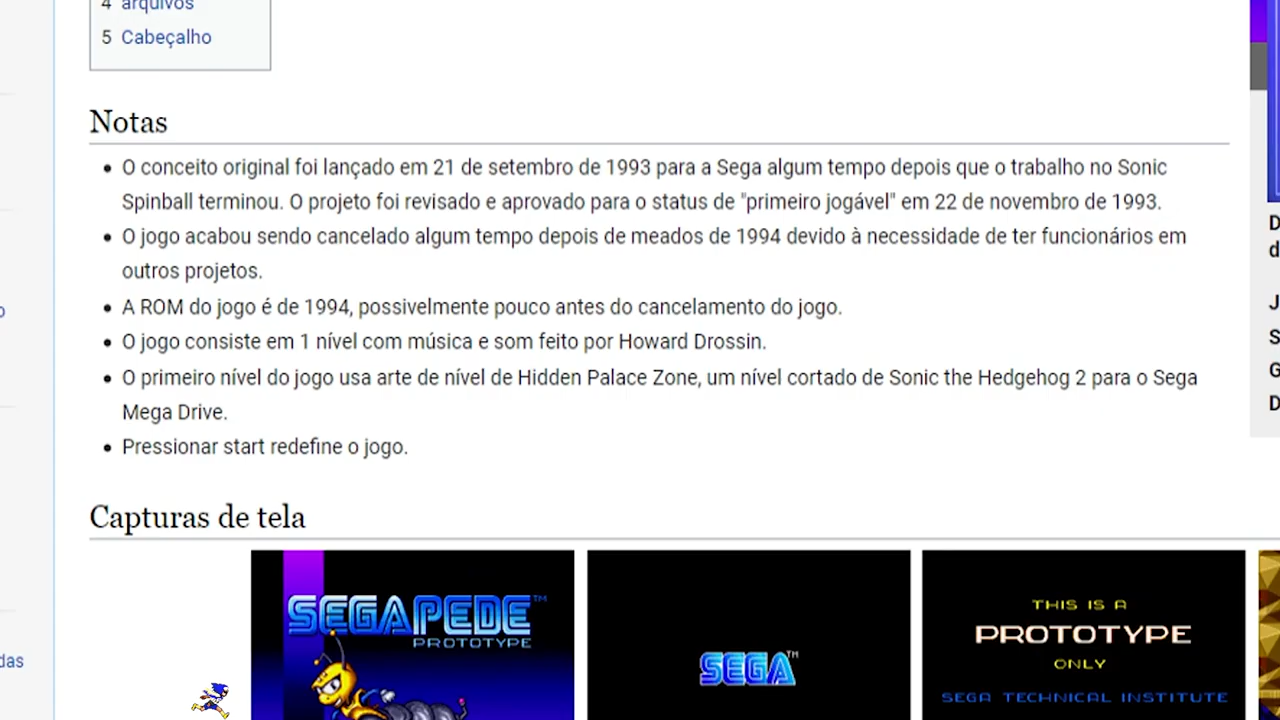 4 arquivos
5 Cabeçalho
Notas
O conceito original foi lançado em 21 de setembro de 1993 para a Sega algum tempo depois que o trabalho no Sonic
Spinball terminou. O projeto foi revisado e aprovado para o status de "primeiro jogável" em 22 de novembro de 1993.
O jogo acabou sendo cancelado algum tempo depois de meados de 1994 devido à necessidade de ter funcionários em
outros projetos.
A ROM do jogo é de 1994, possivelmente pouco antes do cancelamento do jogo.
O jogo consiste em 1 nível com música e som feito por Howard Drossin.
O primeiro nível do jogo usa arte de nível de Hidden Palace Zone, um nível cortado de Sonic the Hedgehog 2 para o Sega
Mega Drive.
Pressionar start redefine o jogo.
Capturas de tela
SEGAPEDE™
PROTOTYPE
SEGA™
THIS IS A
PROTOTYPE
ONLY
SEGA TECHNICAL INSTITUTE
das